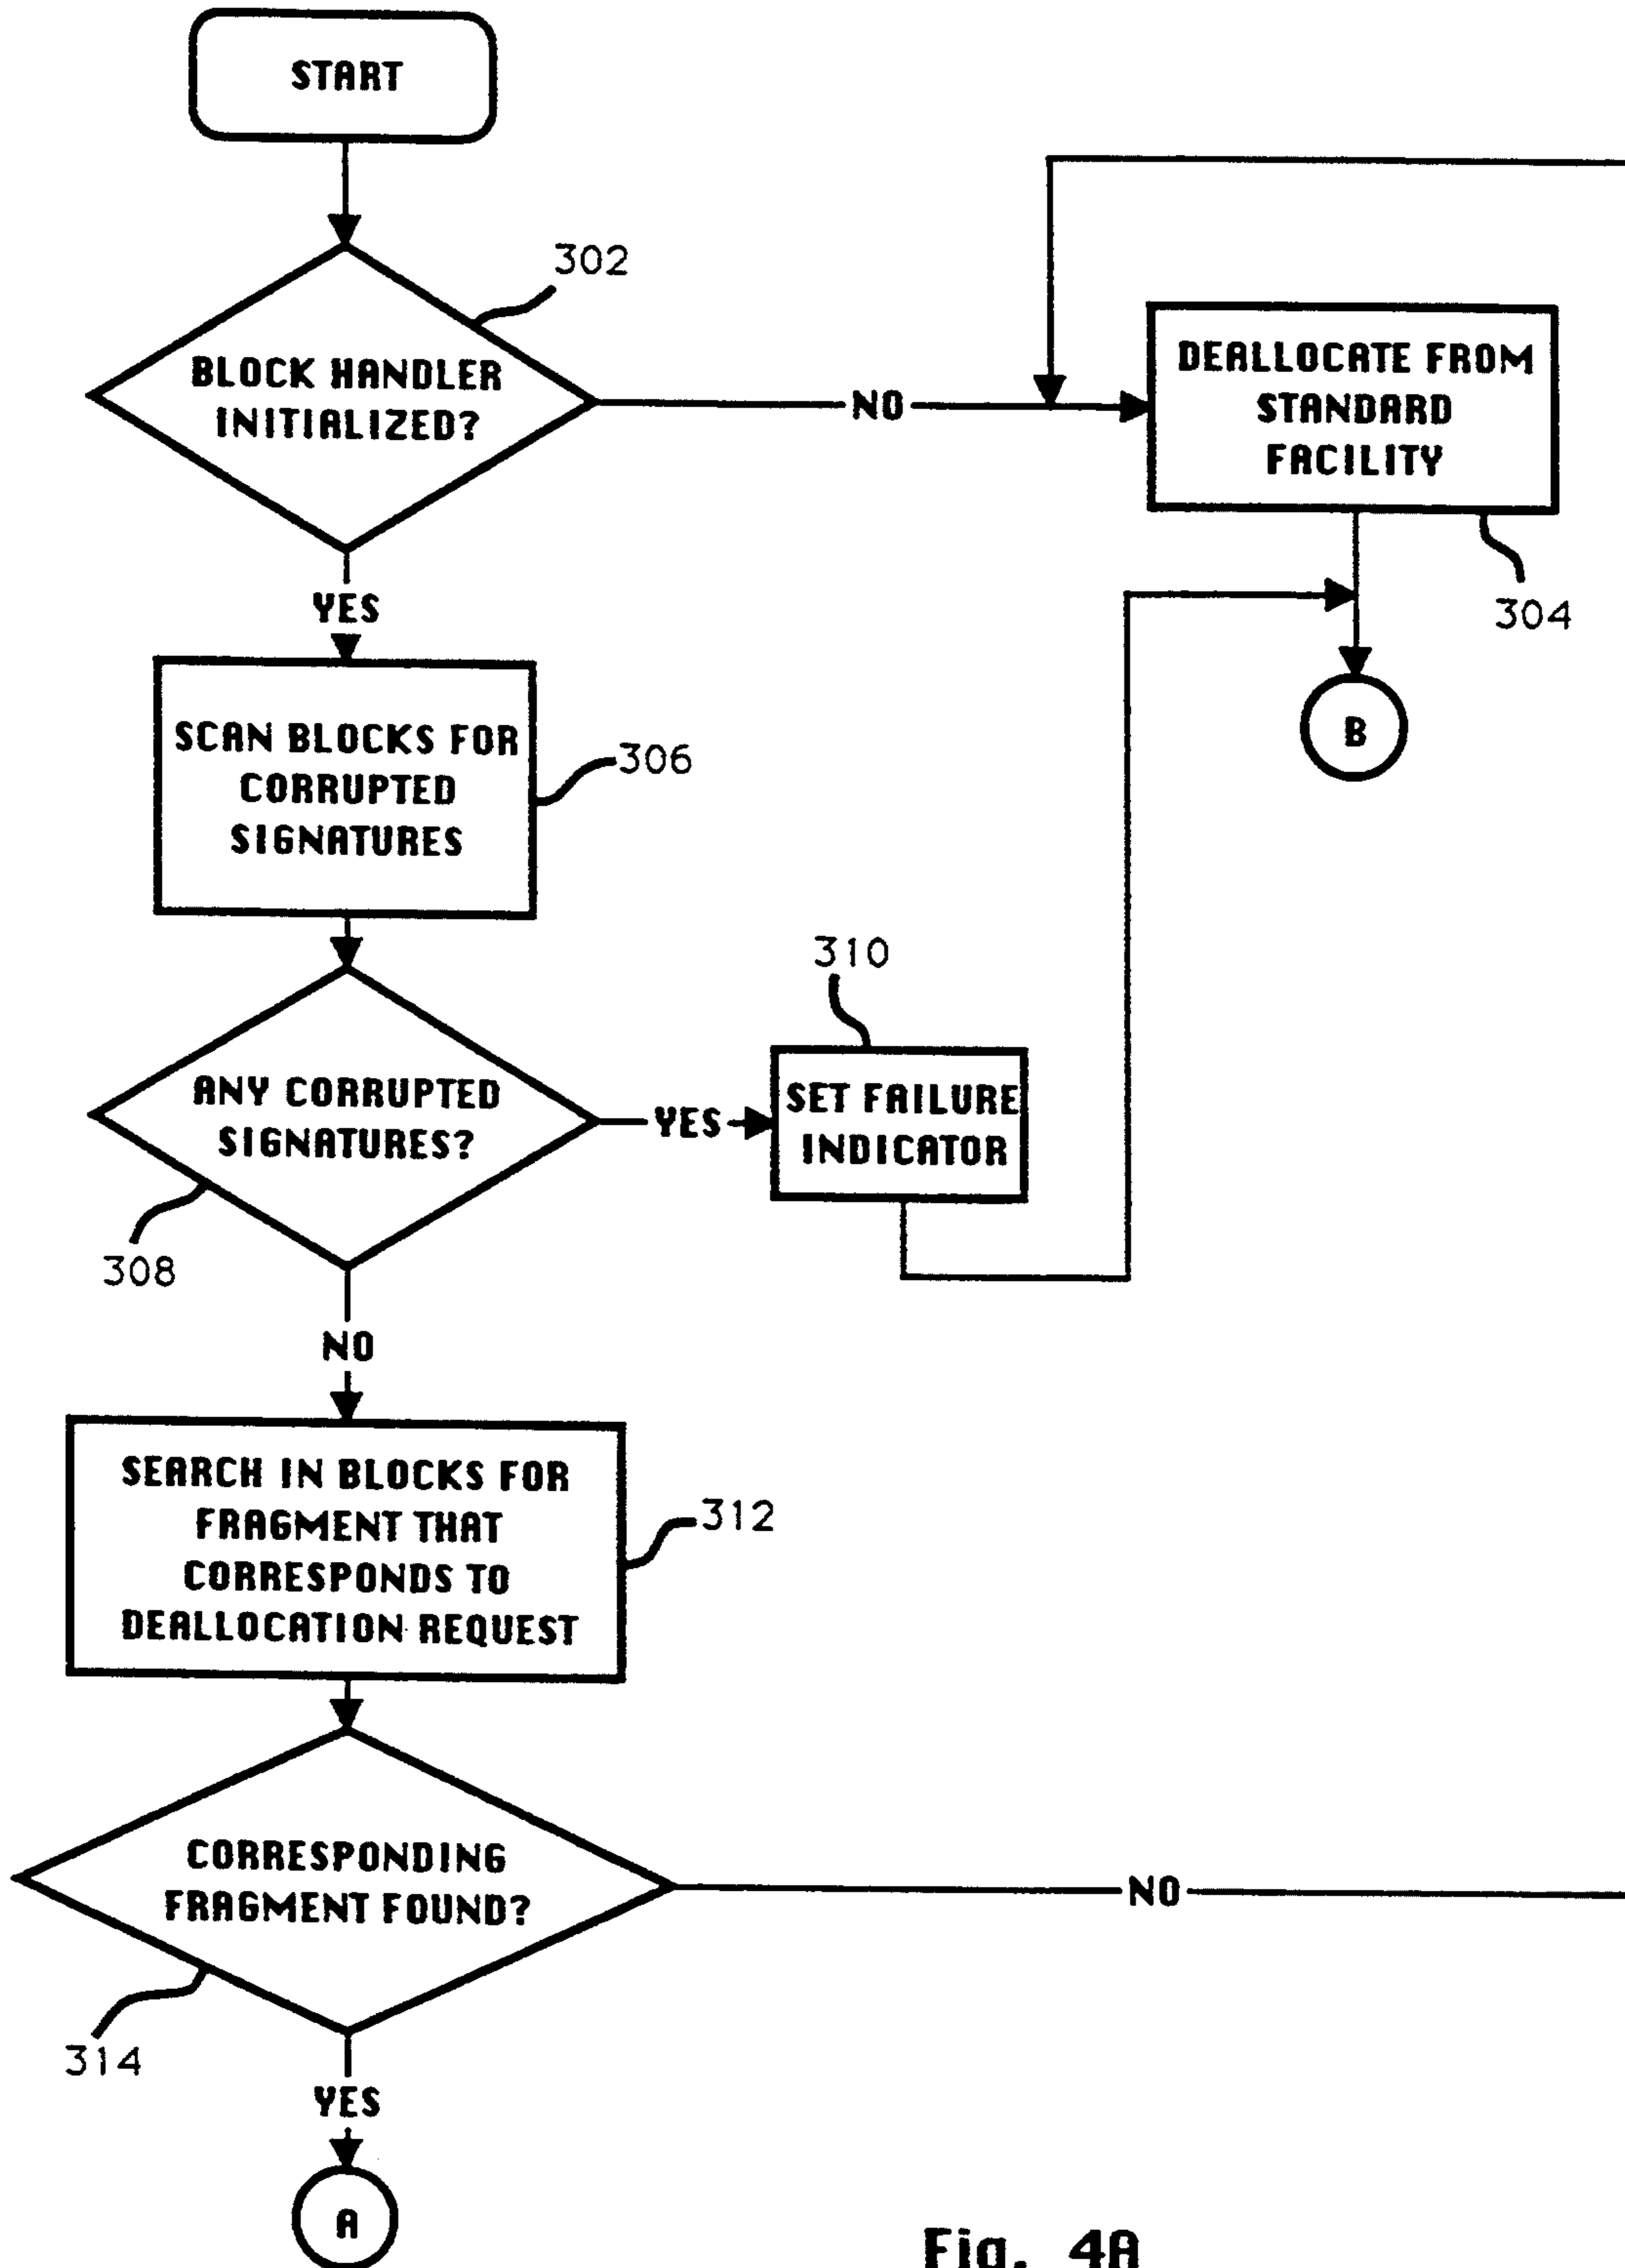 START
302
BLOCK HANDLER
INITIALIZED?
NO
DEALLOCATE FROM
STANDARD
FACILITY
304
YES
B
SCAN BLOCKS FOR
CORRUPTED
SIGNATURES
306
310
ANY CORRUPTED
SIGNATURES?
YES
SET FAILURE
INDICATOR
308
NO
SEARCH IN BLOCKS FOR
FRAGMENT THAT
CORRESPONDS TO
DEALLOCATION REQUEST
312
CORRESPONDING
FRAGMENT FOUND?
NO
314
YES
A
Fig. 4A